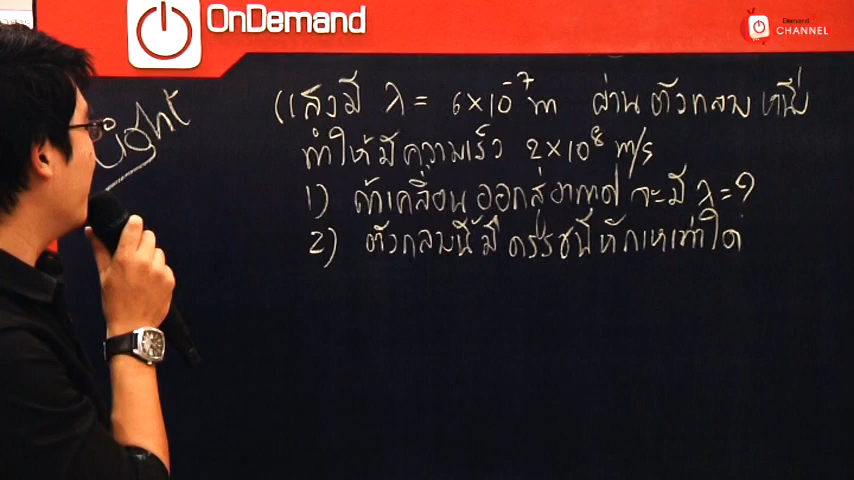 OnDemand
Demand
CHANNEL
Light
แสงมี λ = 6×10⁻⁷ m ผ่านตัวกลางหนึ่ง
ทำให้มีความเร็ว 2×10⁸ m/s
1) ถ้าเคลื่อนออกสู่อากาศ จะมี λ = ?
2) ตัวกลางนี้มีดรรชนีหักเหเท่าใด